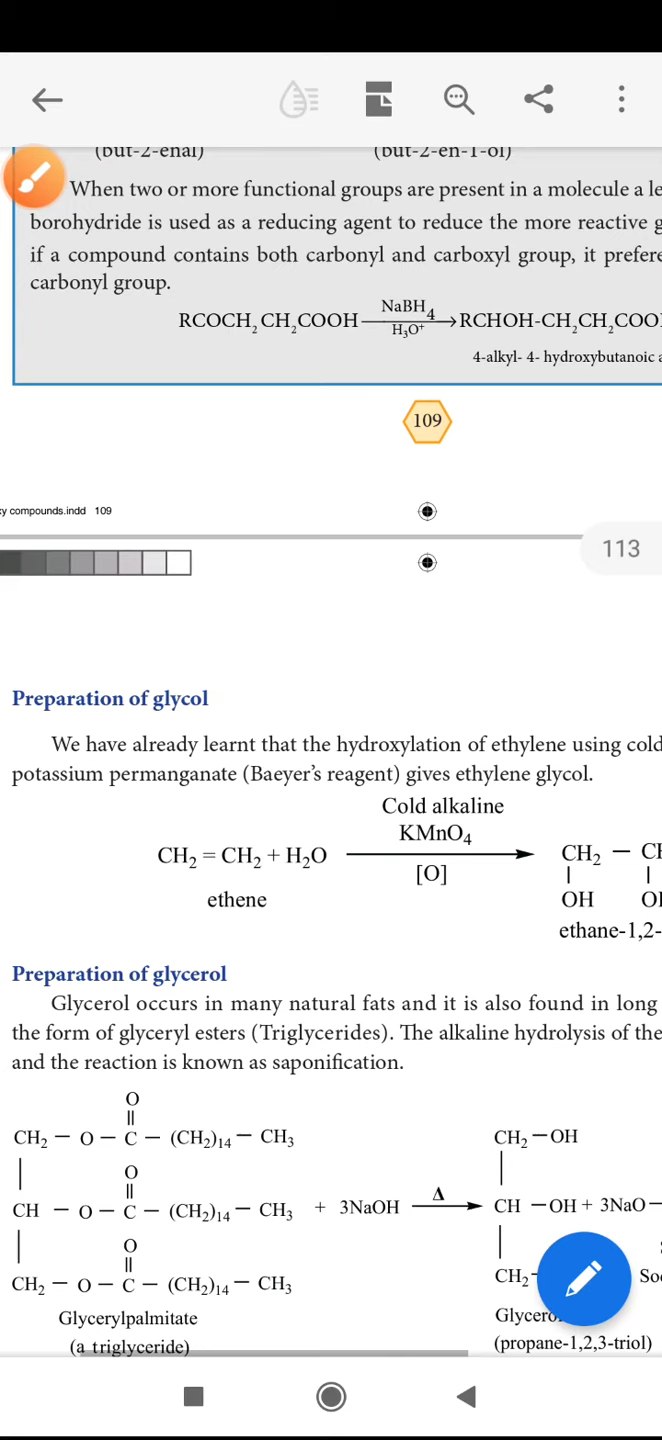 (but-2-enal) (but-2-en-1-ol)
When two or more functional groups are present in a molecule a le
borohydride is used as a reducing agent to reduce the more reactive g
if a compound contains both carbonyl and carboxyl group, it prefere
carbonyl group.
RCOCH₂CH₂COOH NaBH₄ H₃O⁺ → RCHOH-CH₂CH₂COO
4-alkyl- 4- hydroxybutanoic a
109
xy compounds.indd 109
113
Preparation of glycol
We have already learnt that the hydroxylation of ethylene using cold
potassium permanganate (Baeyer's reagent) gives ethylene glycol.
Cold alkaline
KMnO₄
CH₂ = CH₂ + H₂O → CH₂ — CH
[O]
ethene OH OH
ethane-1,2-
Preparation of glycerol
Glycerol occurs in many natural fats and it is also found in long
the form of glyceryl esters (Triglycerides). The alkaline hydrolysis of the
and the reaction is known as saponification.
O
||
CH₂ — O — C — (CH₂)₁₄ — CH₃ CH₂ — OH
| O |
||
CH — O — C — (CH₂)₁₄ — CH₃ + 3NaOH Δ → CH — OH + 3NaO —
| O |
||
CH₂ — O — C — (CH₂)₁₄ — CH₃ CH₂ — So
Glycerylpalmitate Glycero
(a triglyceride) (propane-1,2,3-triol)